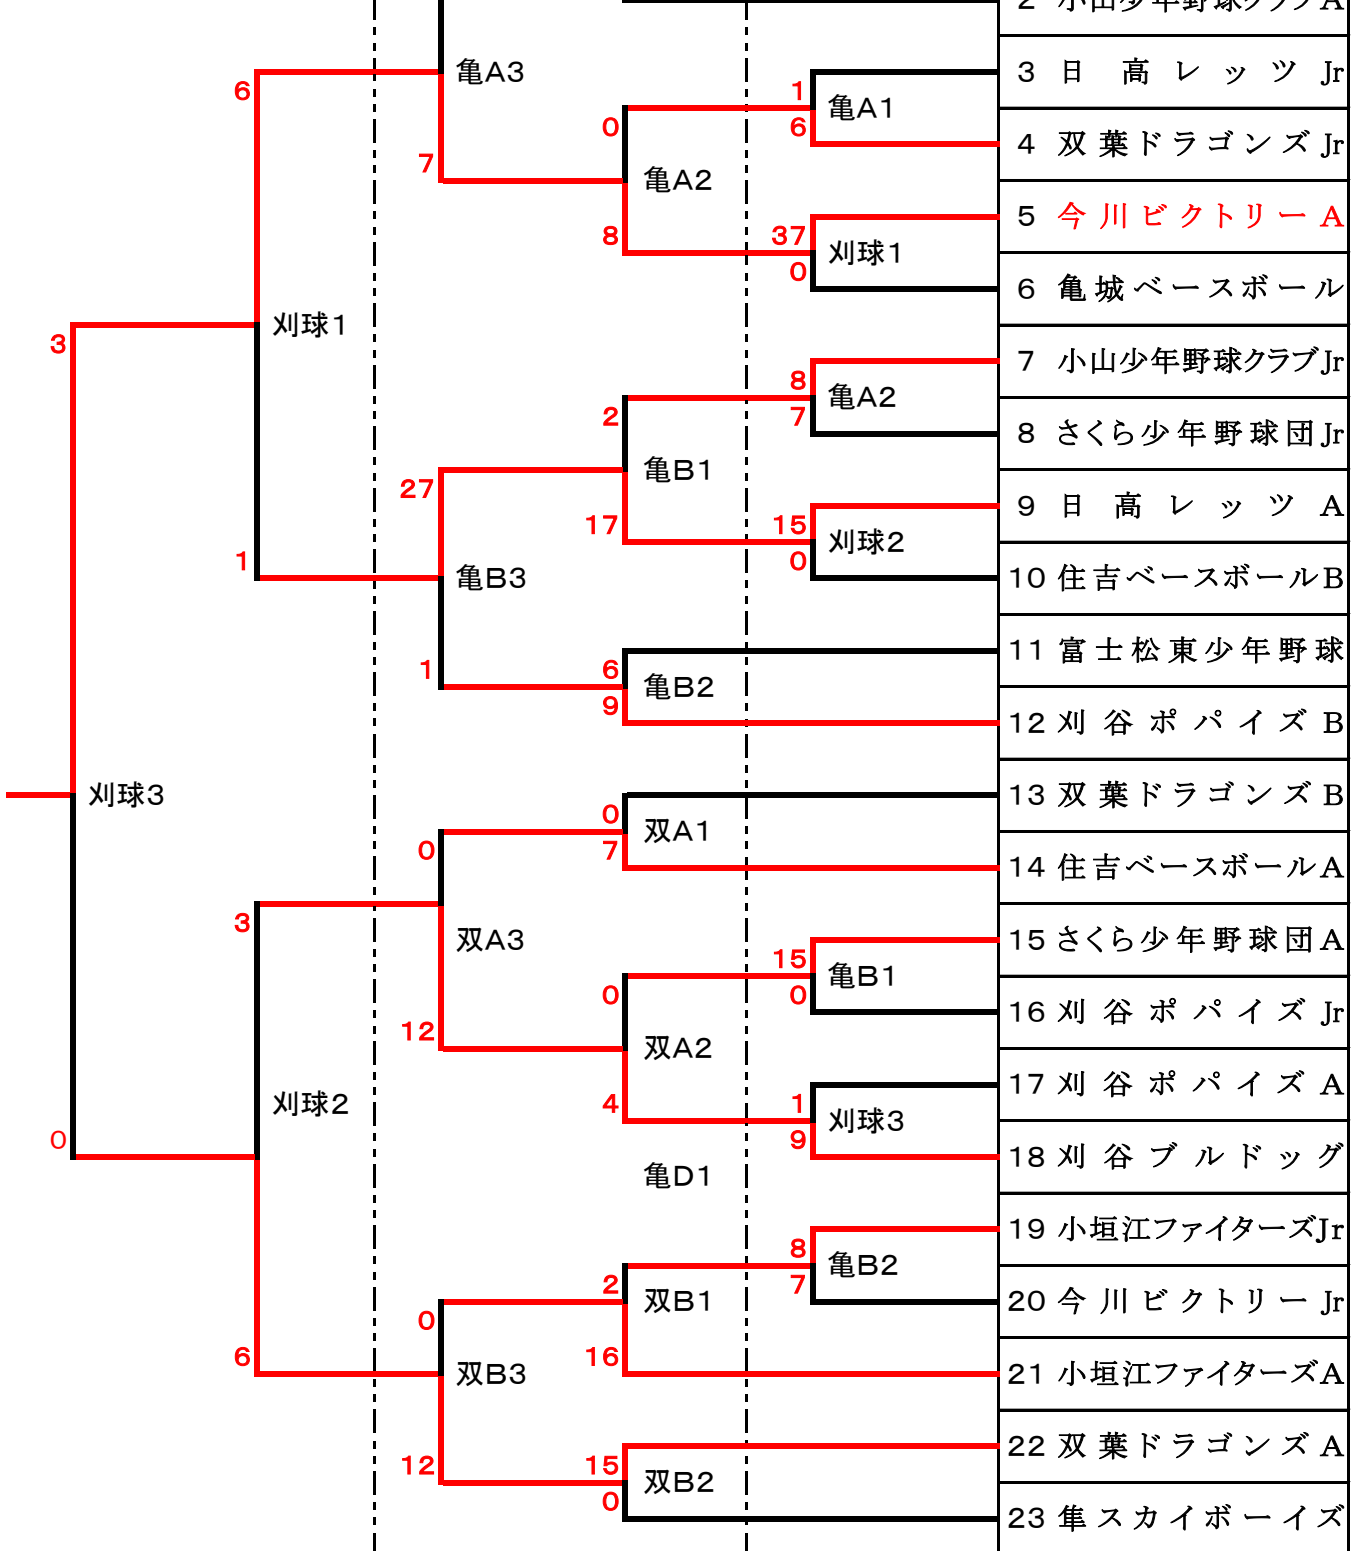 2 小山少年野球クラブA
亀A3
3 日高レッツJr
6
1
亀A1
0
6
4 双葉ドラゴンズJr
7
亀A2
5 今川ビクトリーA
8
37
刈球1
0
6 亀城ベースボール
刈球1
3
7 小山少年野球クラブJr
8
亀A2
2
7
8 さくら少年野球団Jr
亀B1
27
9 日高レッツA
17
15
刈球2
1
0
亀B3
10 住吉ベースボールB
11 富士松東少年野球
1
6
亀B2
9
12 刈谷ポパイズB
刈球3
13 双葉ドラゴンズB
0
双A1
0
7
14 住吉ベースボールA
3
双A3
15 さくら少年野球団A
15
亀B1
0
0
16 刈谷ポパイズJr
12
双A2
17 刈谷ポパイズA
刈球2
4
1
刈球3
0
9
18 刈谷ブルドッグ
亀D1
19 小垣江ファイターズJr
8
亀B2
2
7
双B1
20 今川ビクトリーJr
0
6
16
双B3
21 小垣江ファイターズA
22 双葉ドラゴンズA
12
15
双B2
0
23 隼スカイボーイズ